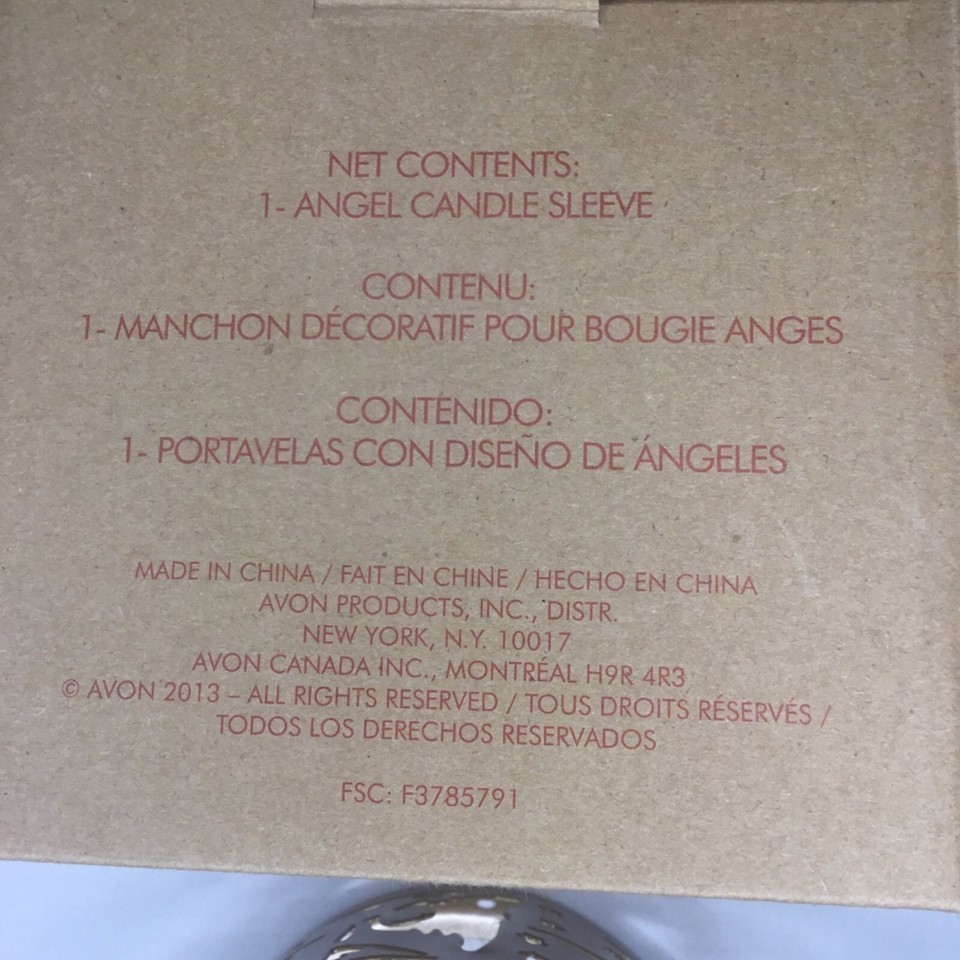 NET CONTENTS:
1- ANGEL CANDLE SLEEVE
CONTENU:
1- MANCHON DÉCORATIF POUR BOUGIE ANGES
CONTENIDO:
1- PORTAVELAS CON DISEÑO DE ÁNGELES
MADE IN CHINA / FAIT EN CHINE / HECHO EN CHINA
AVON PRODUCTS, INC., DISTR.
NEW YORK, N.Y. 10017
AVON CANADA INC., MONTRÉAL H9R 4R3
© AVON 2013 – ALL RIGHTS RESERVED / TOUS DROITS RÉSERVÉS /
TODOS LOS DERECHOS RESERVADOS
FSC: F3785791